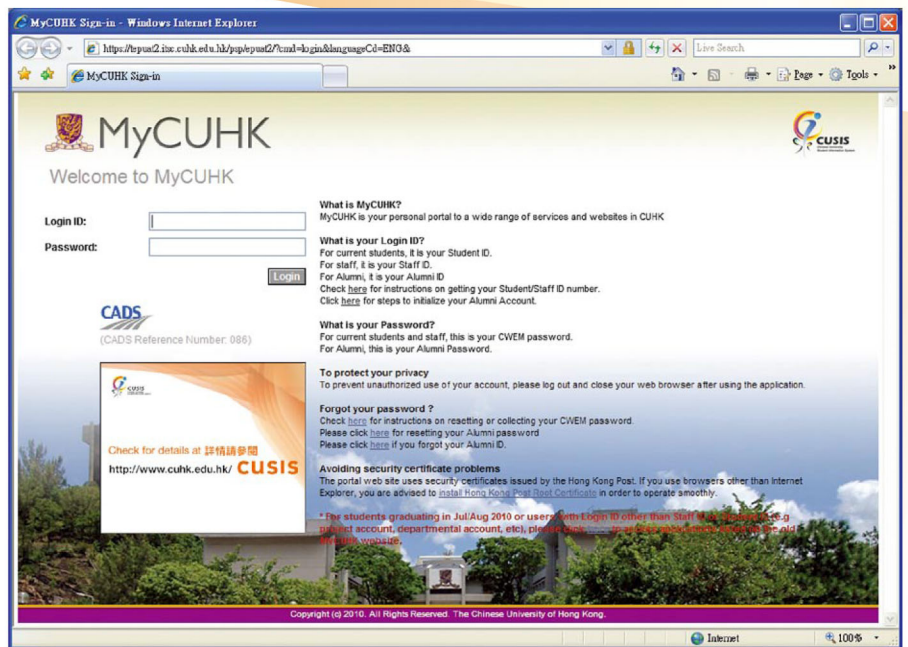 MyCUHK Sign-in - Windows Internet Explorer
https://tepuat2.itsc.cuhk.edu.hk/psp/epuat2/?cmd=login&languageCd=ENG&
Live Search
MyCUHK Sign-in
Page
Tools
MyCUHK
CUSIS
Welcome to MyCUHK
Login ID:
Password:
Login
CADS
(CADS Reference Number: 086)
CUSIS
Check for details at 詳情請參閱
http://www.cuhk.edu.hk/ CUSIS
What is MyCUHK?
MyCUHK is your personal portal to a wide range of services and websites in CUHK
What is your Login ID?
For current students, it is your Student ID.
For staff, it is your Staff ID.
For Alumni, it is your Alumni ID
Check here for instructions on getting your Student/Staff ID number.
Click here for steps to initialize your Alumni Account.
What is your Password?
For current students and staff, this is your CWEM password.
For Alumni, this is your Alumni Password.
To protect your privacy
To prevent unauthorized use of your account, please log out and close your web browser after using the application.
Forgot your password ?
Check here for instructions on resetting or collecting your CWEM password.
Please click here for resetting your Alumni password
Please click here if you forgot your Alumni ID.
Avoiding security certificate problems
The portal web site uses security certificates issued by the Hong Kong Post. If you use browsers other than Internet
Explorer, you are advised to install Hong Kong Post Root Certificate in order to operate smoothly.
* For students graduating in Jul/Aug 2010 or users with Login ID other than Staff
project account, departmental account, etc), please
website.
Copyright (c) 2010. All Rights Reserved. The Chinese University of Hong Kong.
Internet
100%